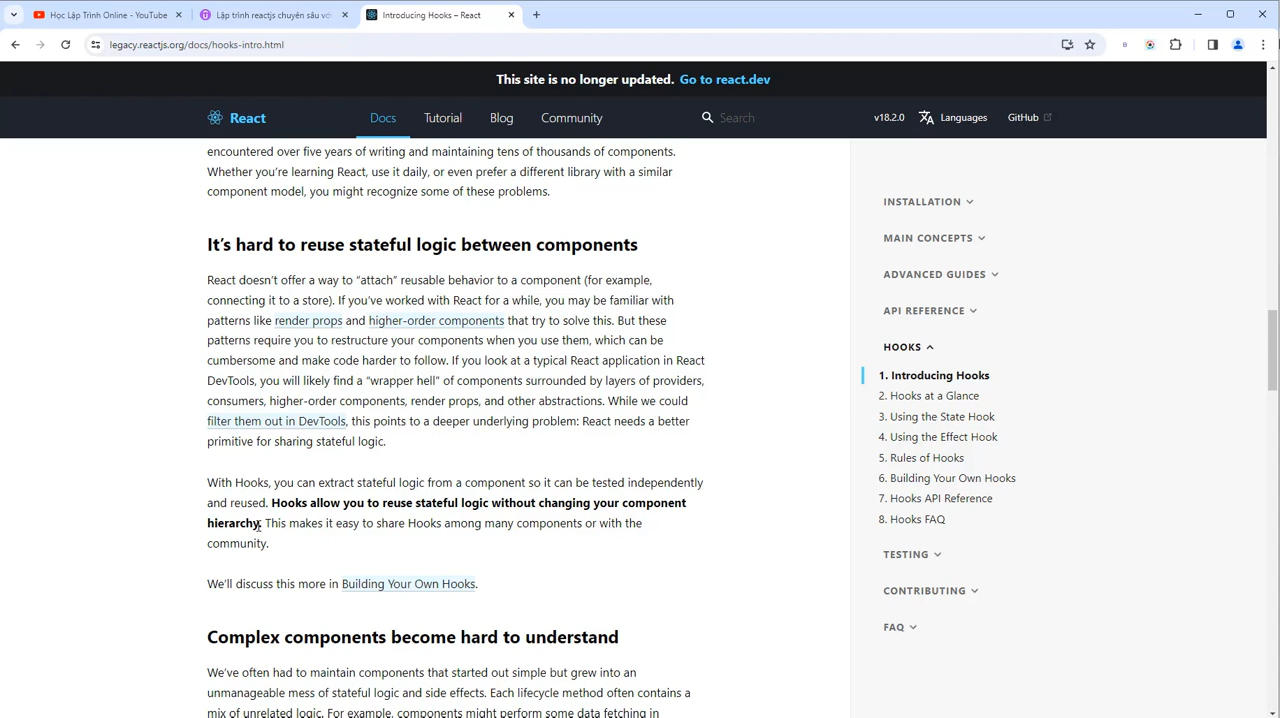 Học Lập Trình Online - YouTube
Lập trình reactjs chuyên sâu với
Introducing Hooks – React
legacy.reactjs.org/docs/hooks-intro.html
This site is no longer updated. Go to react.dev
React
Docs
Tutorial
Blog
Community
Search
v18.2.0
Languages
GitHub
encountered over five years of writing and maintaining tens of thousands of components.
Whether you’re learning React, use it daily, or even prefer a different library with a similar
component model, you might recognize some of these problems.
It’s hard to reuse stateful logic between components
React doesn’t offer a way to “attach” reusable behavior to a component (for example,
connecting it to a store). If you’ve worked with React for a while, you may be familiar with
patterns like render props and higher-order components that try to solve this. But these
patterns require you to restructure your components when you use them, which can be
cumbersome and make code harder to follow. If you look at a typical React application in React
DevTools, you will likely find a “wrapper hell” of components surrounded by layers of providers,
consumers, higher-order components, render props, and other abstractions. While we could
filter them out in DevTools, this points to a deeper underlying problem: React needs a better
primitive for sharing stateful logic.
With Hooks, you can extract stateful logic from a component so it can be tested independently
and reused. Hooks allow you to reuse stateful logic without changing your component
hierarchy. This makes it easy to share Hooks among many components or with the
community.
We’ll discuss this more in Building Your Own Hooks.
Complex components become hard to understand
We’ve often had to maintain components that started out simple but grew into an
unmanageable mess of stateful logic and side effects. Each lifecycle method often contains a
mix of unrelated logic. For example, components might perform some data fetching in
INSTALLATION
MAIN CONCEPTS
ADVANCED GUIDES
API REFERENCE
HOOKS
1. Introducing Hooks
2. Hooks at a Glance
3. Using the State Hook
4. Using the Effect Hook
5. Rules of Hooks
6. Building Your Own Hooks
7. Hooks API Reference
8. Hooks FAQ
TESTING
CONTRIBUTING
FAQ